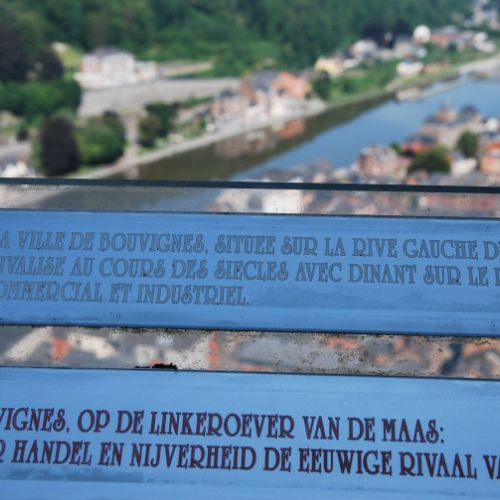 A VILLE DE BOUVIGNES, SITUEE SUR LA RIVE GAUCHE D
IVALISE AU COURS DES SIECLES AVEC DINANT SUR LE
OMMERCIAL ET INDUSTRIEL.
VIGNES, OP DE LINKEROEVER VAN DE MAAS:
R HANDEL EN NIJVERHEID DE EEUWIGE RIVAAL VA